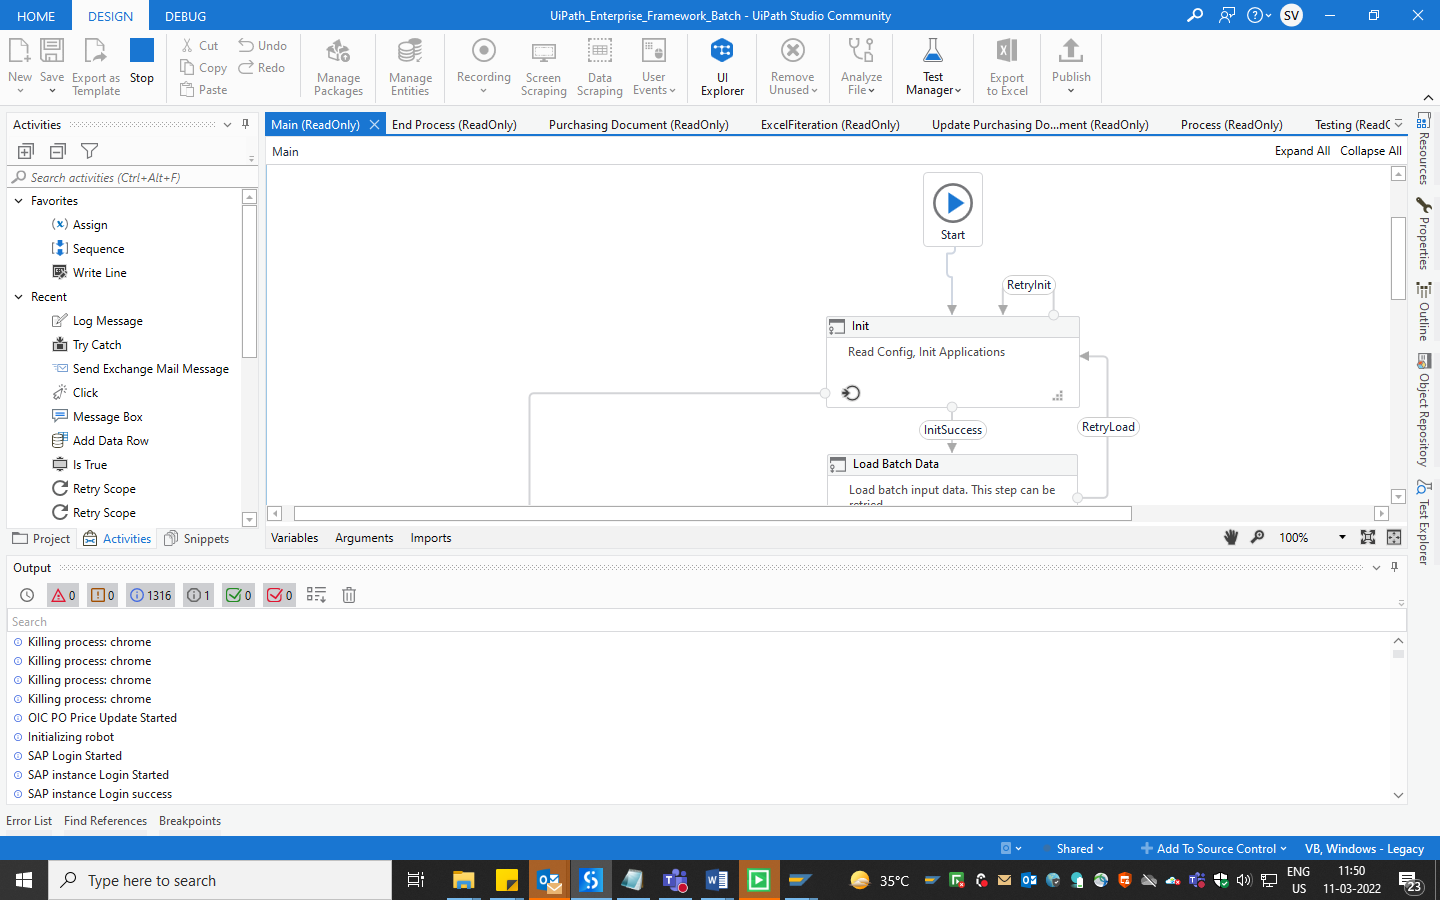 HOME DESIGN DEBUG UiPath_Enterprise_Framework_Batch - UiPath Studio Community SV
New Save Export as Template Stop
Cut Undo
Copy Redo
Paste
Manage Packages
Manage Entities
Recording
Screen Scraping
Data Scraping
User Events
UI Explorer
Remove Unused
Analyze File
Test Manager
Export to Excel
Publish
Activities
Main (ReadOnly) End Process (ReadOnly) Purchasing Document (ReadOnly) ExcelFiteration (ReadOnly) Update Purchasing Do...ment (ReadOnly) Process (ReadOnly) Testing (ReadC
Main Expand All Collapse All
Search activities (Ctrl+Alt+F)
Favorites
Assign
Sequence
Write Line
Recent
Log Message
Try Catch
Send Exchange Mail Message
Click
Message Box
Add Data Row
Is True
Retry Scope
Retry Scope
Project Activities Snippets
Start
RetryInit
Init
Read Config, Init Applications
InitSuccess
RetryLoad
Load Batch Data
Load batch input data. This step can be
retried
Variables Arguments Imports 100%
Resources
Properties
Outline
Object Repository
Test Explorer
Output
0 0 1316 1 0 0
Search
Killing process: chrome
Killing process: chrome
Killing process: chrome
Killing process: chrome
OIC PO Price Update Started
Initializing robot
SAP Login Started
SAP instance Login Started
SAP instance Login success
Error List Find References Breakpoints
Shared Add To Source Control VB, Windows - Legacy
Type here to search 35°C ENG US 11:50 11-03-2022 23